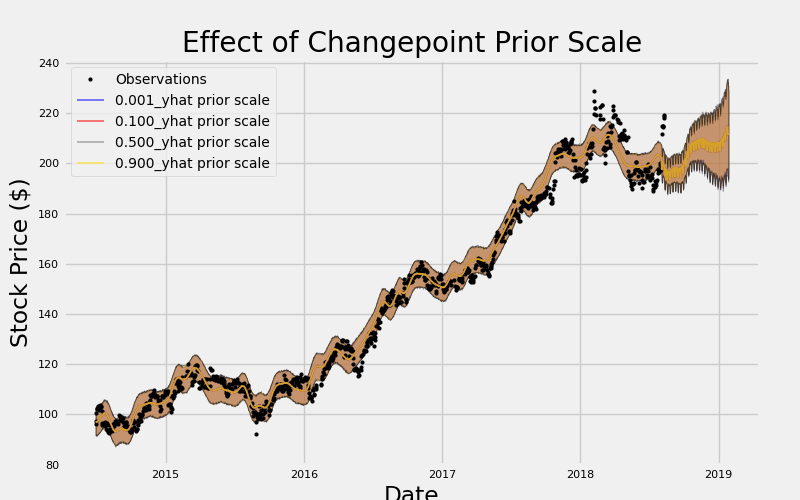 Effect of Changepoint Prior Scale
240
220
200
180
160
140
120
100
80
Stock Price ($)
Observations
0.001_yhat prior scale
0.100_yhat prior scale
0.500_yhat prior scale
0.900_yhat prior scale
2015 2016 2017 2018 2019
Date